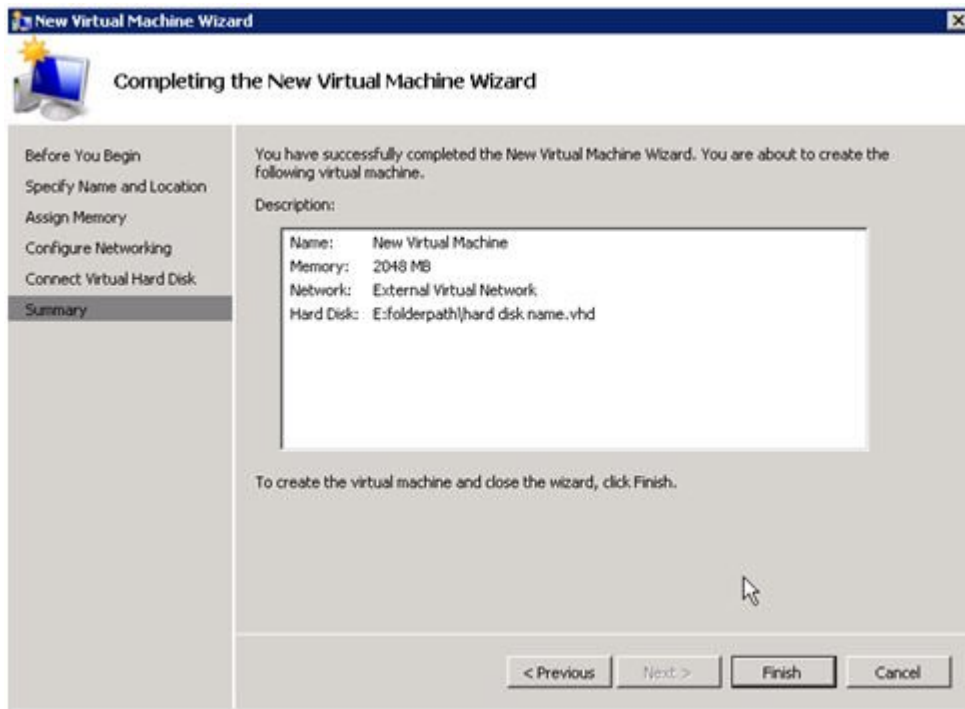 New Virtual Machine Wizard
Completing the New Virtual Machine Wizard
Before You Begin
Specify Name and Location
Assign Memory
Configure Networking
Connect Virtual Hard Disk
Summary
You have successfully completed the New Virtual Machine Wizard. You are about to create the
following virtual machine.
Description:
Name: New Virtual Machine
Memory: 2048 MB
Network: External Virtual Network
Hard Disk: E:folderpath\hard disk name.vhd
To create the virtual machine and close the wizard, click Finish.
< Previous Next > Finish Cancel